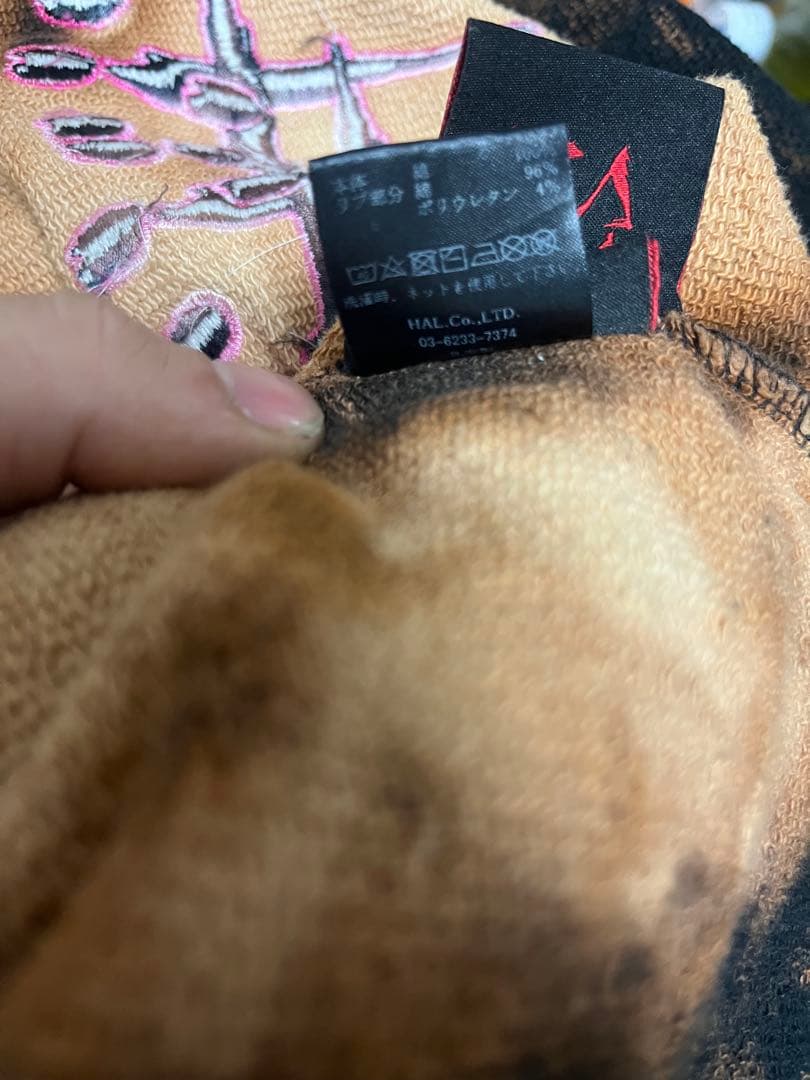 本体 綿 100%
リブ部分 綿 96%
ポリウレタン 4%
洗濯時、ネットを使用して下さい
HAL.Co.,LTD.
03-6233-7374